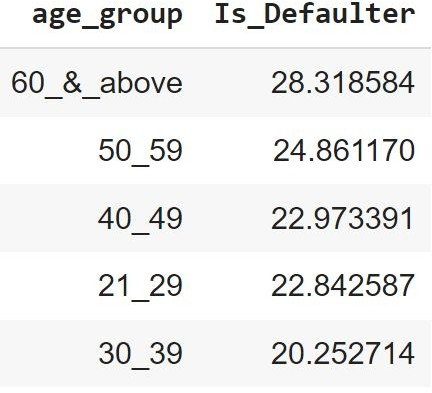 age_group Is_Defaulter
60_&_above 28.318584
50_59 24.861170
40_49 22.973391
21_29 22.842587
30_39 20.252714